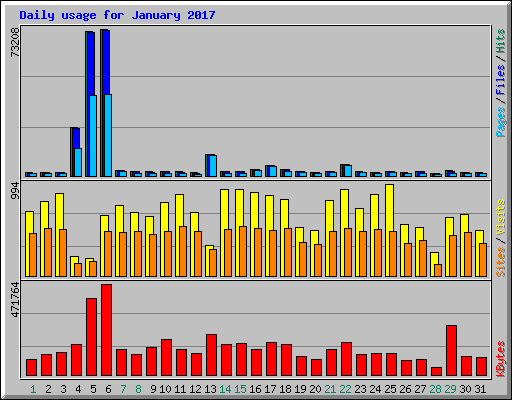 Daily usage for January 2017
73208
Pages / Files / Hits
994
Sites / Visits
471764
KBytes
1 2 3 4 5 6 7 8 9 10 11 12 13 14 15 16 17 18 19 20 21 22 23 24 25 26 27 28 29 30 31